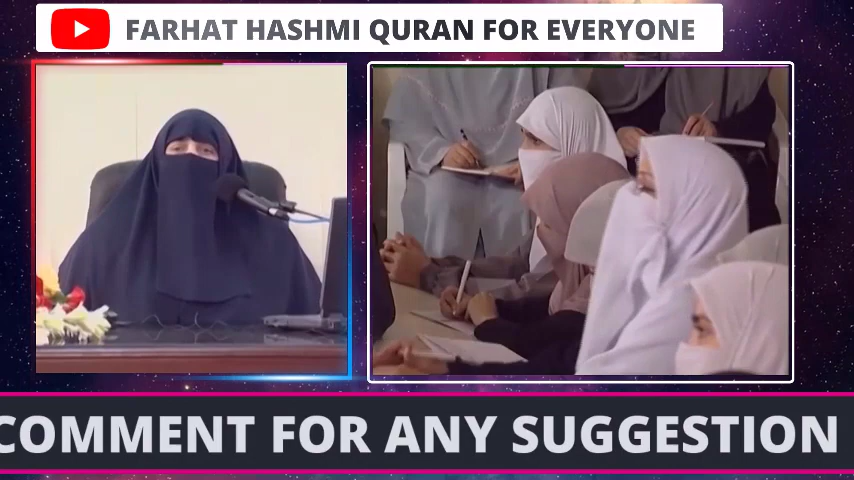 FARHAT HASHMI QURAN FOR EVERYONE
COMMENT FOR ANY SUGGESTION